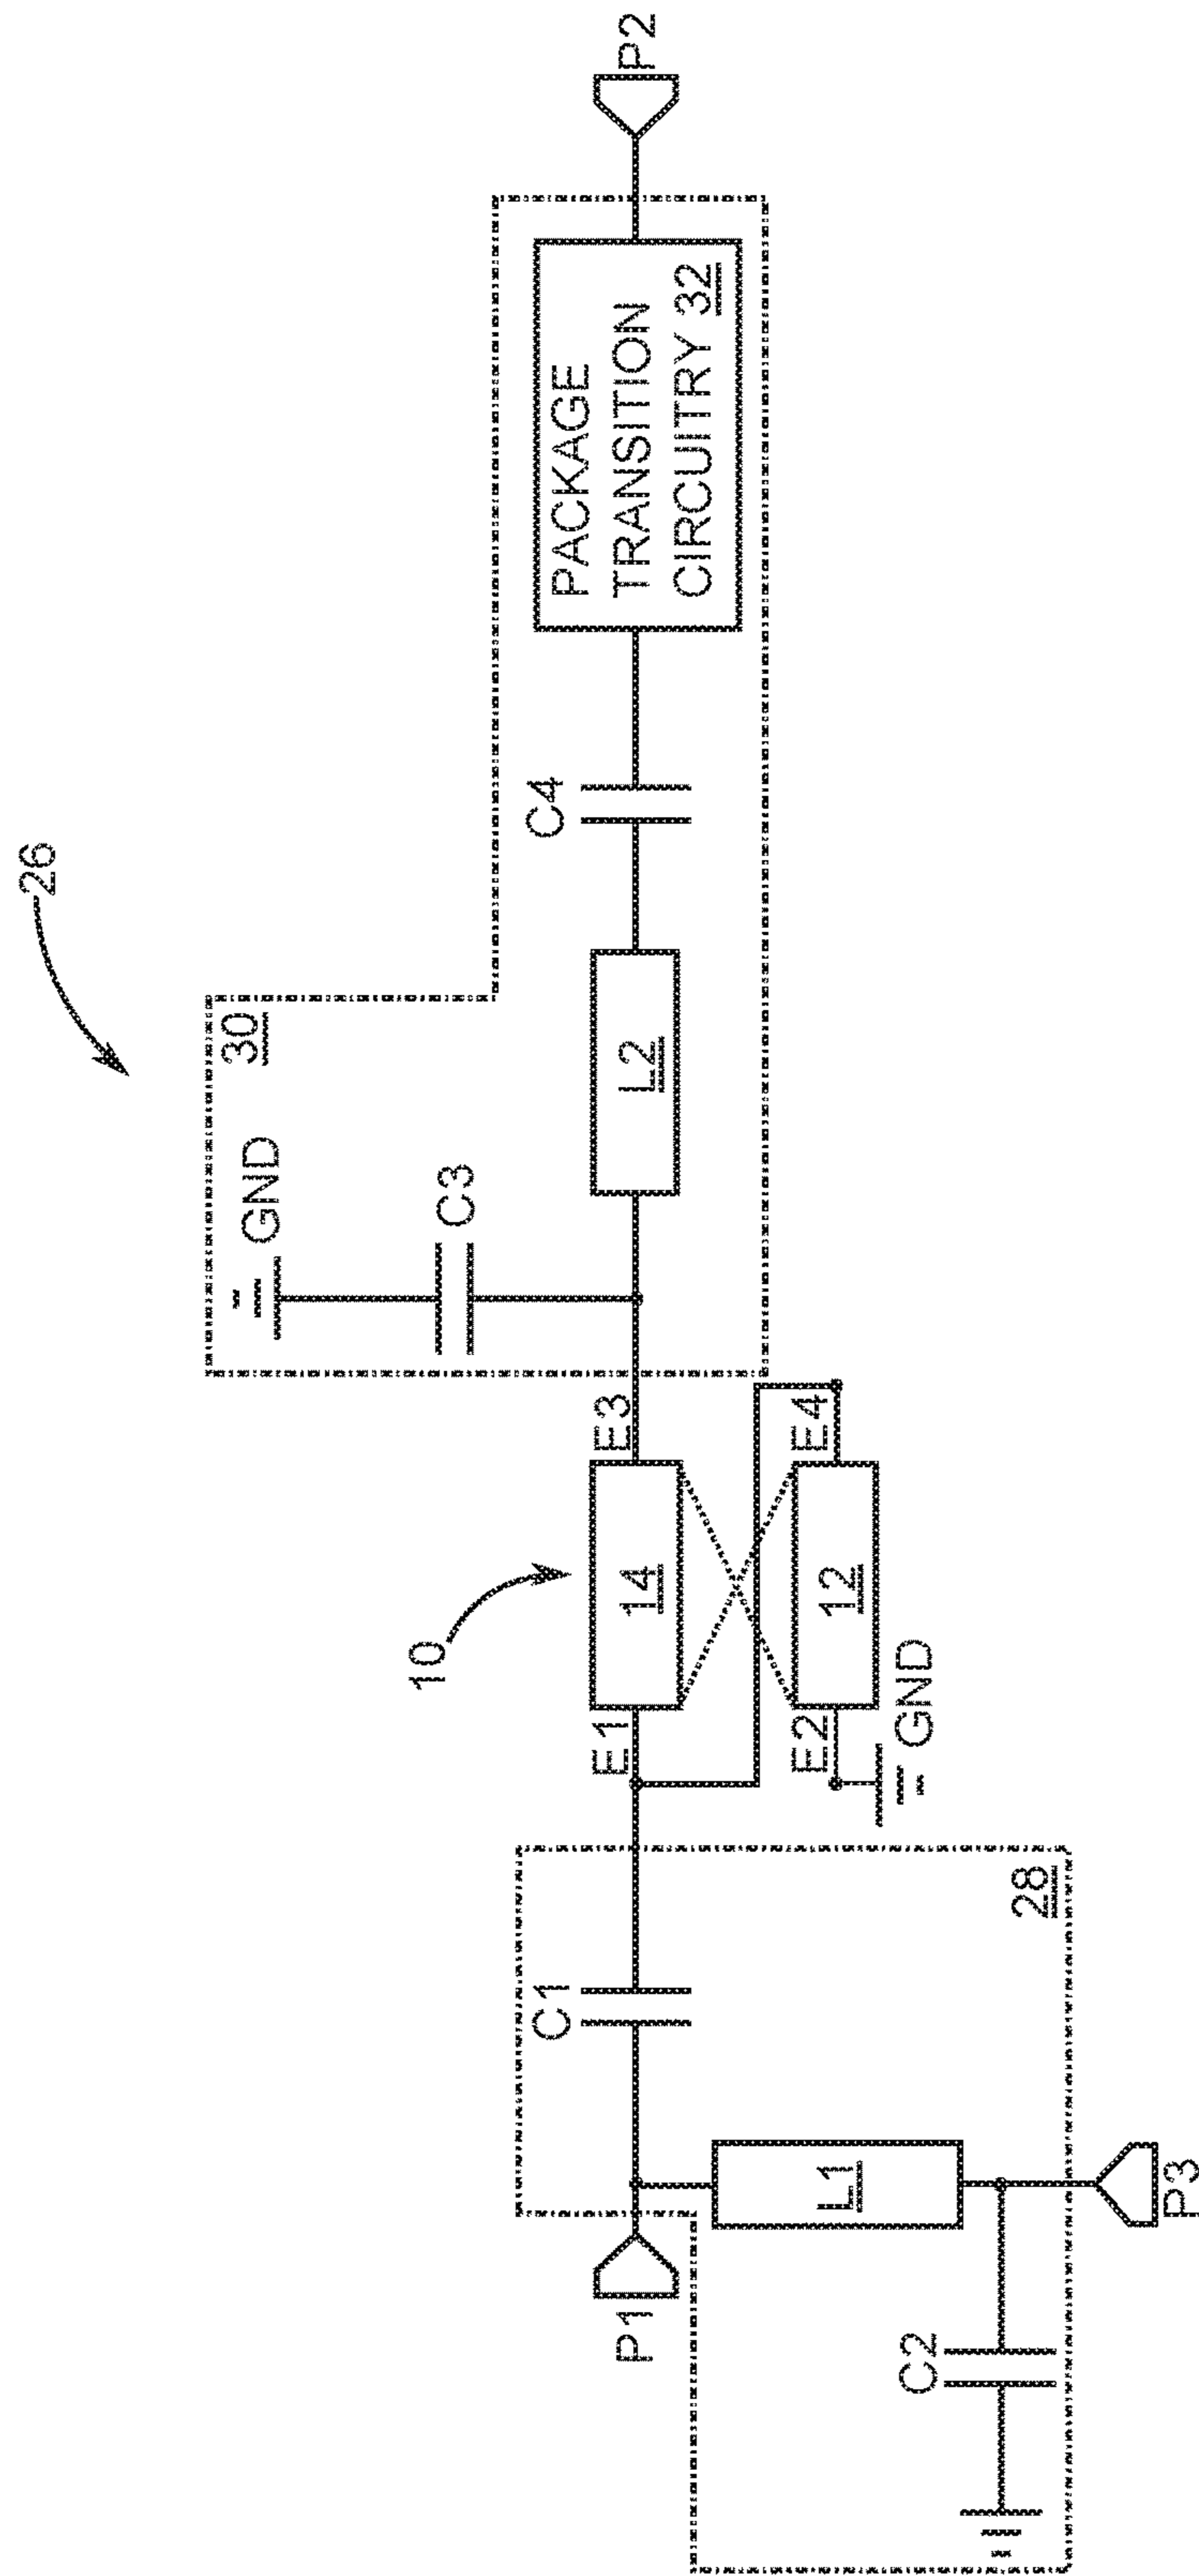 26
30
GND
C3
L2
C4
PACKAGE
TRANSITION
CIRCUITRY 32
P2
10
E1
14
E3
E2
12
E4
GND
C1
28
P1
L1
C2
P3